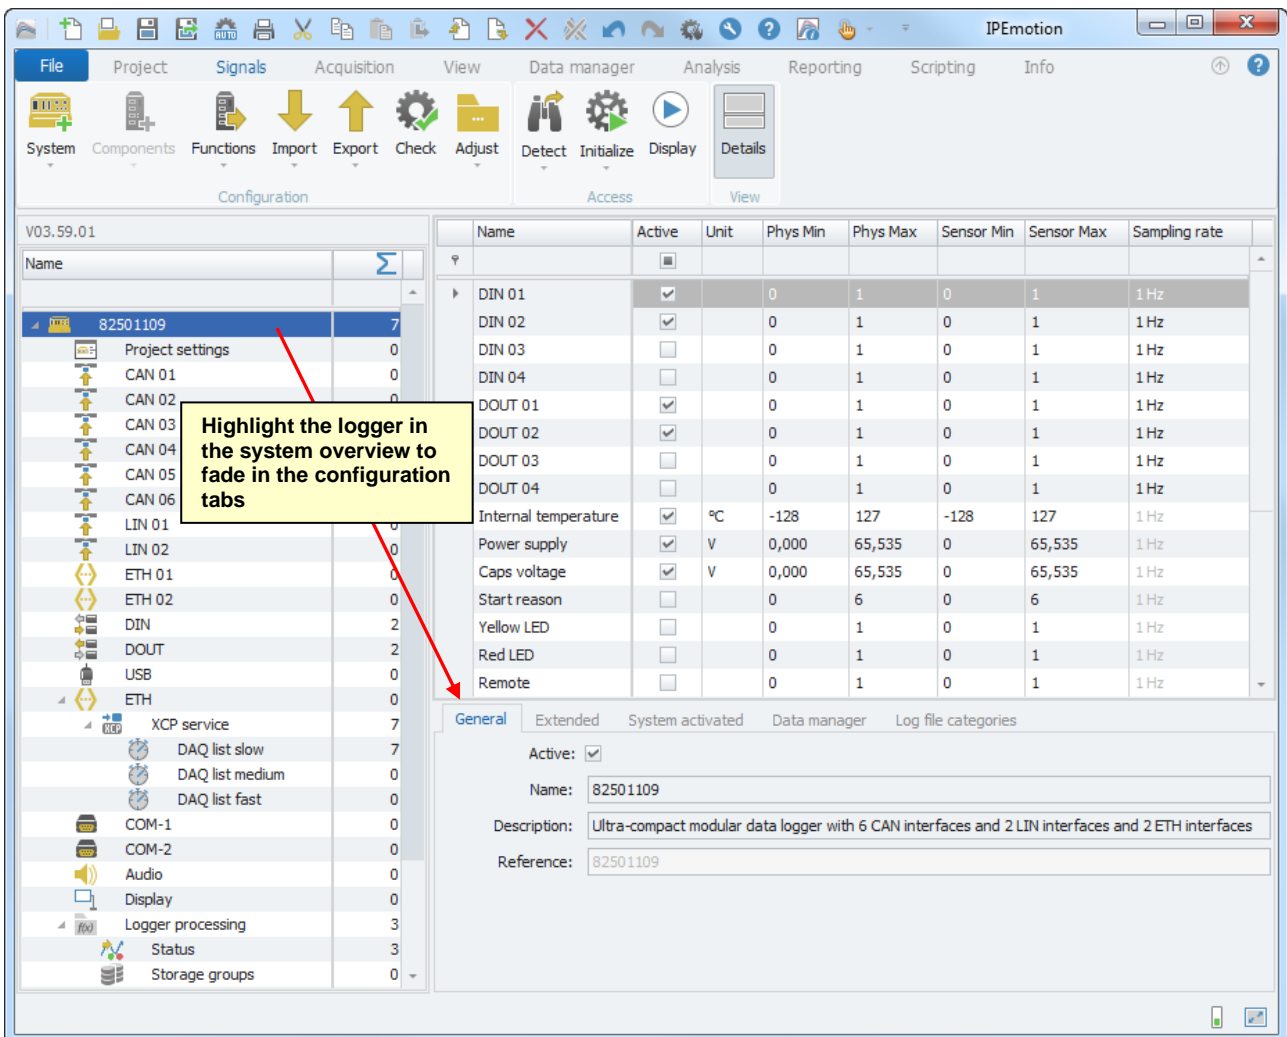 AUTO
IPEmotion
File Project Signals Acquisition View Data manager Analysis Reporting Scripting Info
System Components Functions Import Export Check Adjust Detect Initialize Display Details
Configuration Access View
V03.59.01
Name
82501109 7
Project settings 0
CAN 01 0
CAN 02 0
CAN 03
CAN 04
CAN 05
CAN 06
LIN 01 0
LIN 02 0
ETH 01 0
ETH 02 0
DIN 2
DOUT 2
USB 0
ETH 0
XCP XCP service 7
DAQ list slow 7
DAQ list medium 0
DAQ list fast 0
COM-1 0
COM-2 0
Audio 0
Display 0
f(x) Logger processing 3
Status 3
Storage groups 0
Highlight the logger in
the system overview to
fade in the configuration
tabs
Name Active Unit Phys Min Phys Max Sensor Min Sensor Max Sampling rate
DIN 01 0 1 0 1 1 Hz
DIN 02 0 1 0 1 1 Hz
DIN 03 0 1 0 1 1 Hz
DIN 04 0 1 0 1 1 Hz
DOUT 01 0 1 0 1 1 Hz
DOUT 02 0 1 0 1 1 Hz
DOUT 03 0 1 0 1 1 Hz
DOUT 04 0 1 0 1 1 Hz
Internal temperature °C -128 127 -128 127 1 Hz
Power supply V 0,000 65,535 0 65,535 1 Hz
Caps voltage V 0,000 65,535 0 65,535 1 Hz
Start reason 0 6 0 6 1 Hz
Yellow LED 0 1 0 1 1 Hz
Red LED 0 1 0 1 1 Hz
Remote 0 1 0 1 1 Hz
General Extended System activated Data manager Log file categories
Active:
Name: 82501109
Description: Ultra-compact modular data logger with 6 CAN interfaces and 2 LIN interfaces and 2 ETH interfaces
Reference: 82501109